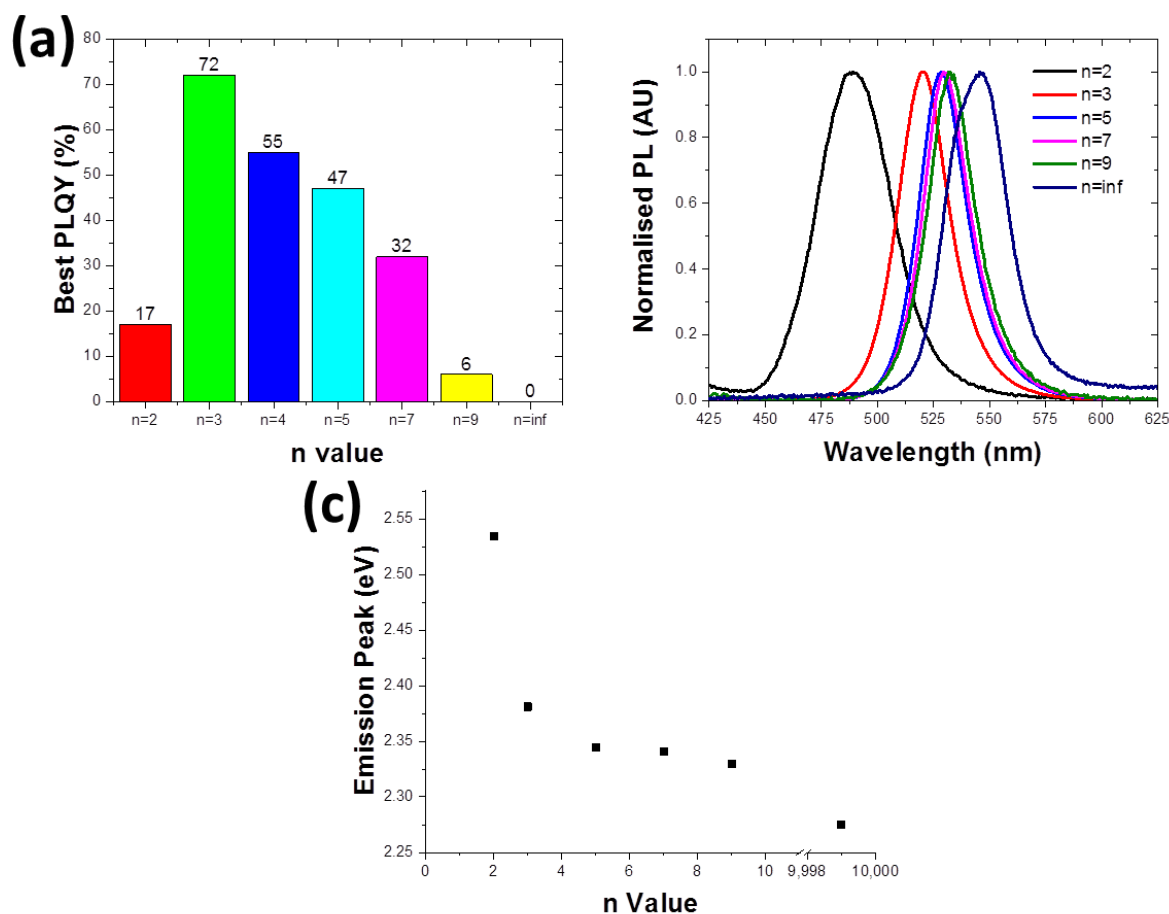 (a)
80
70
60
50
40
30
20
10
0
Best PLQY (%)
17
72
55
47
32
6
0
n=2 n=3 n=4 n=5 n=7 n=9 n=inf
n value
1.0
0.8
0.6
0.4
0.2
0.0
Normalised PL (AU)
n=2
n=3
n=5
n=7
n=9
n=inf
425 450 475 500 525 550 575 600 625
Wavelength (nm)
(c)
2.55
2.50
2.45
2.40
2.35
2.30
2.25
Emission Peak (eV)
0 2 4 6 8 10 9,998 10,000
n Value